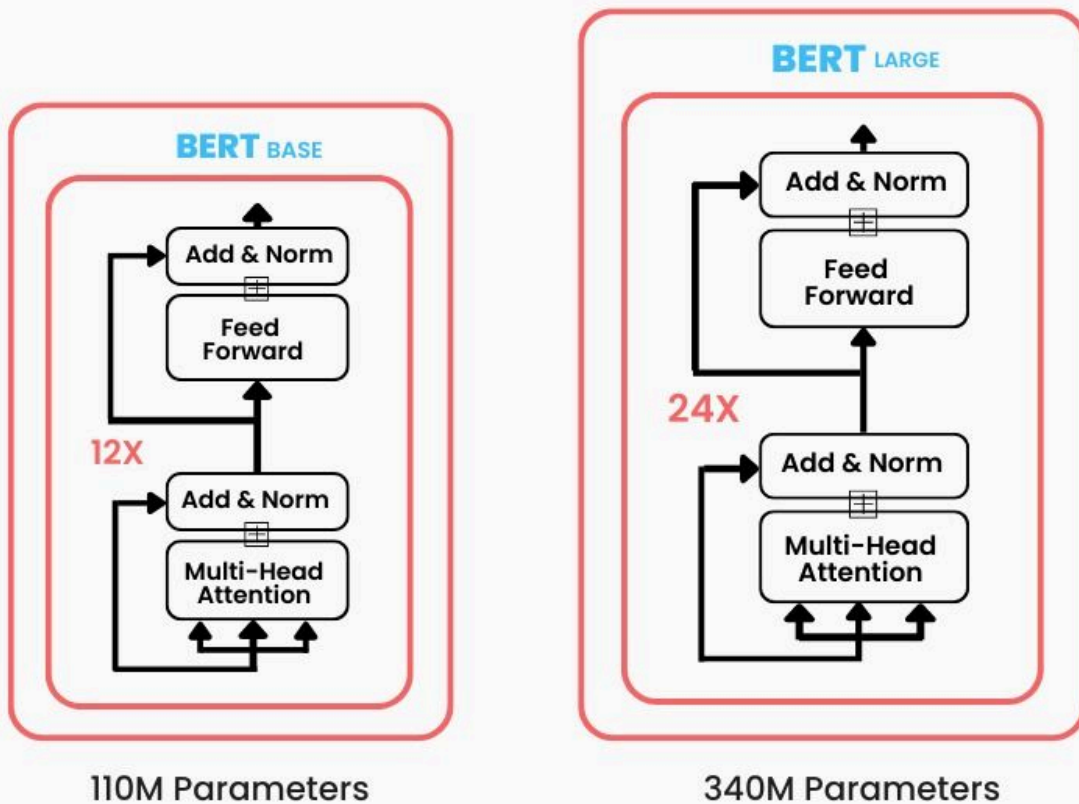 BERT BASE
Add & Norm
Feed
Forward
12X
Add & Norm
Multi-Head
Attention
110M Parameters
BERT LARGE
Add & Norm
Feed
Forward
24X
Add & Norm
Multi-Head
Attention
340M Parameters